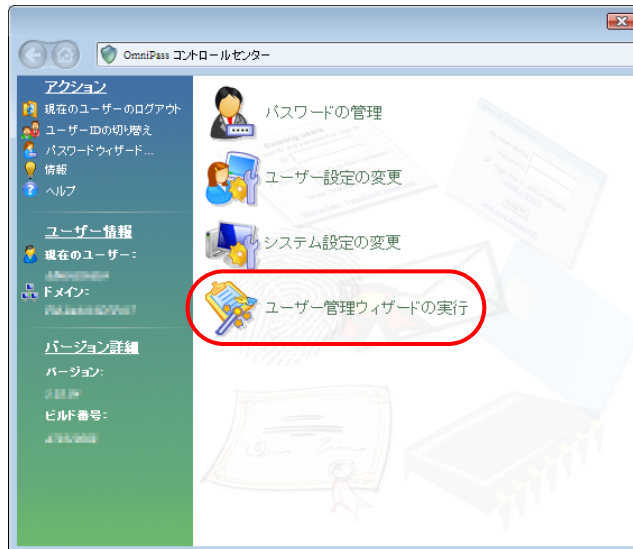 OmniPass コントロールセンター
アクション
現在のユーザーのログアウト
ユーザーIDの切り替え
パスワードウィザード...
情報
ヘルプ
ユーザー情報
現在のユーザー:
ドメイン:
バージョン詳細
バージョン:
ビルド番号:
パスワードの管理
ユーザー設定の変更
システム設定の変更
ユーザー管理ウィザードの実行